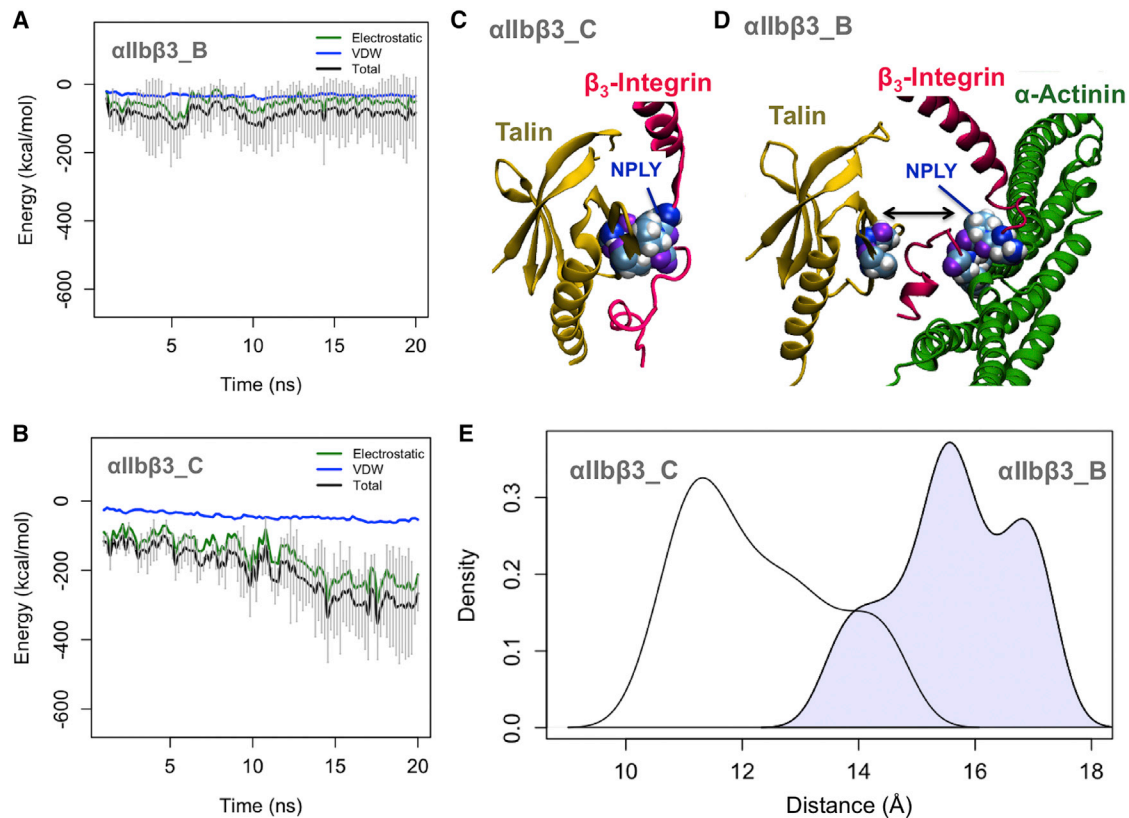 A
αIIbβ3_B
Electrostatic
VDW
Total
0
-200
-400
-600
Energy (kcal/mol)
5
10
15
20
Time (ns)
B
αIIbβ3_C
Electrostatic
VDW
Total
0
-200
-400
-600
Energy (kcal/mol)
5
10
15
20
Time (ns)
C
αIIbβ3_C
β₃-Integrin
Talin
NPLY
D
αIIbβ3_B
β₃-Integrin
α-Actinin
Talin
NPLY
E
αIIbβ3_C
αIIbβ3_B
0.3
0.2
0.1
0.0
Density
10
12
14
16
18
Distance (Å)